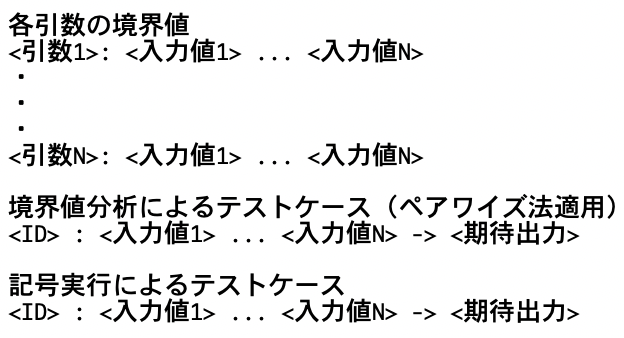 各引数の境界値
<引数1>: <入力値1> ... <入力値N>
・
・
・
<引数N>: <入力値1> ... <入力値N>
境界値分析によるテストケース（ペアワイズ法適用）
<ID> : <入力値1> ... <入力値N> -> <期待出力>
記号実行によるテストケース
<ID> : <入力値1> ... <入力値N> -> <期待出力>